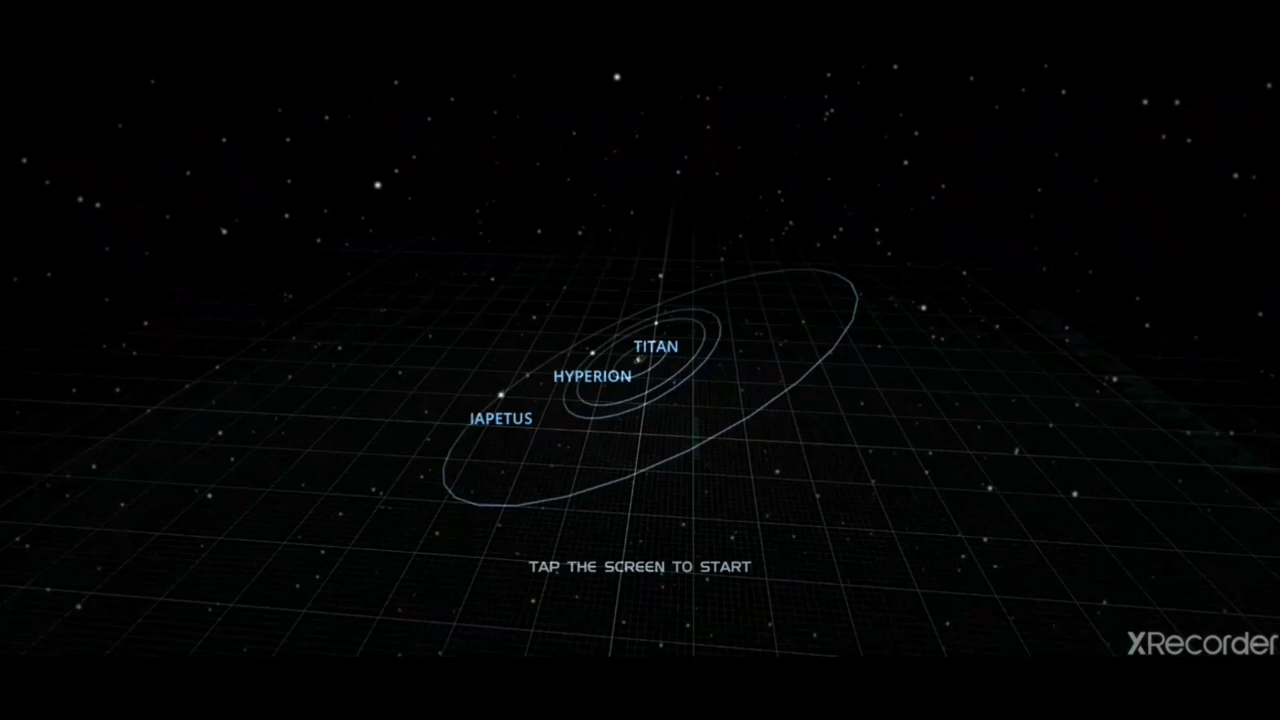 TITAN
HYPERION
IAPETUS
TAP THE SCREEN TO START
XRecorder